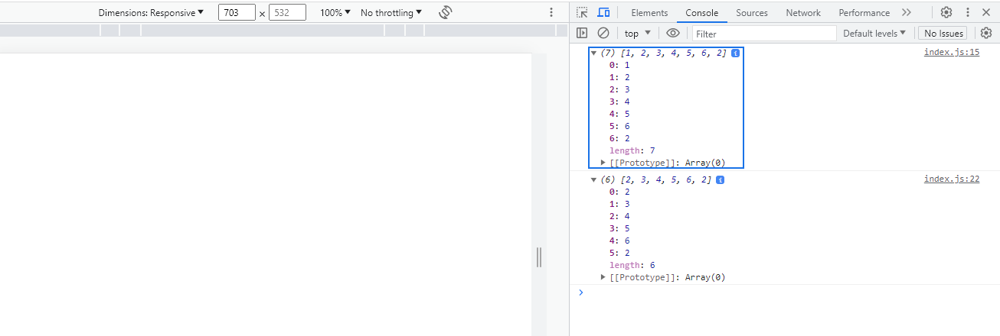 Dimensions: Responsive ▼ 703 × 532 100% ▼ No throttling ▼
Elements Console Sources Network Performance »
top ▼ Filter Default levels ▼ No Issues
▼ (7) [1, 2, 3, 4, 5, 6, 2] i index.js:15
0: 1
1: 2
2: 3
3: 4
4: 5
5: 6
6: 2
length: 7
▶ [[Prototype]]: Array(0)
▼ (6) [2, 3, 4, 5, 6, 2] i index.js:22
0: 2
1: 3
2: 4
3: 5
4: 6
5: 2
length: 6
▶ [[Prototype]]: Array(0)
>